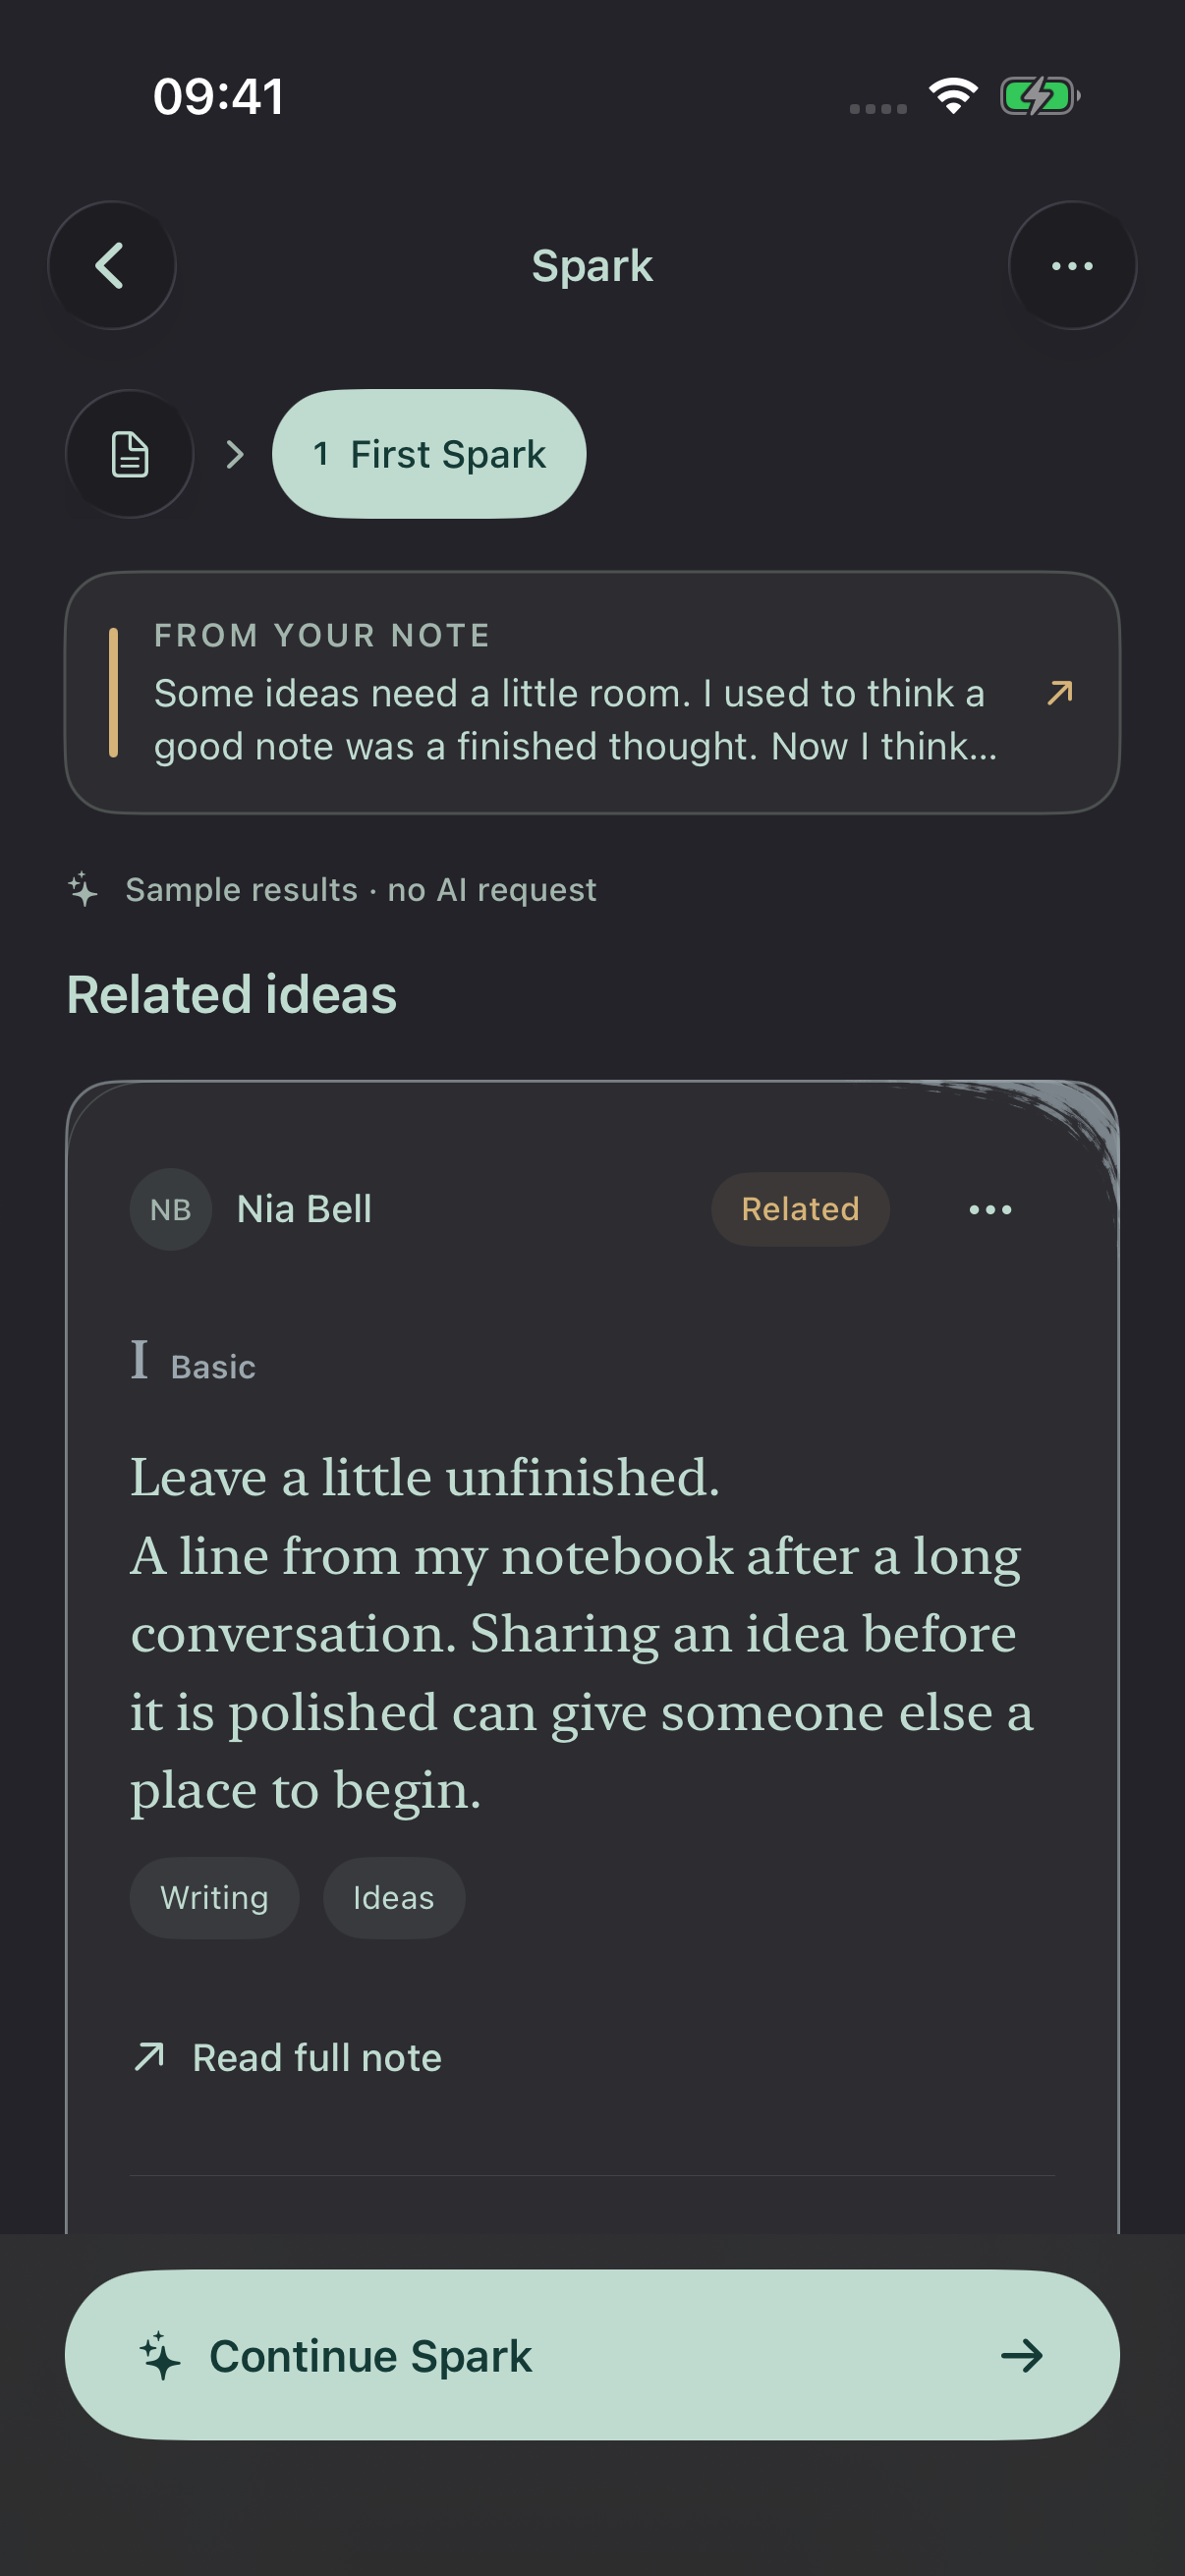 09:41
Spark
1 First Spark
FROM YOUR NOTE
Some ideas need a little room. I used to think a
good note was a finished thought. Now I think...
Sample results · no AI request
Related ideas
NB Nia Bell Related
I Basic
Leave a little unfinished.
A line from my notebook after a long
conversation. Sharing an idea before
it is polished can give someone else a
place to begin.
Writing Ideas
Read full note
Continue Spark